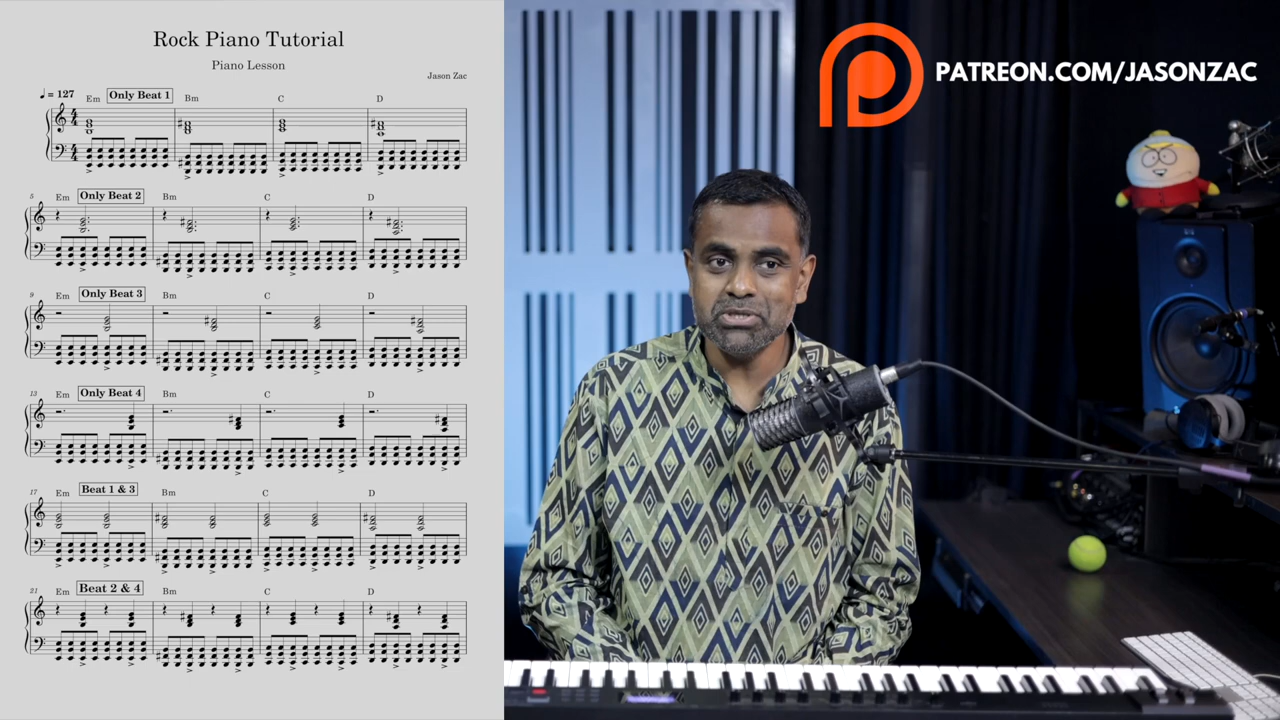 Rock Piano Tutorial
Piano Lesson
Jason Zac
♩ = 127
Only Beat 1
Em Bm C D
5
Only Beat 2
Em Bm C D
9
Only Beat 3
Em Bm C D
13
Only Beat 4
Em Bm C D
17
Beat 1 & 3
Em Bm C D
21
Beat 2 & 4
Em Bm C D
PATREON.COM/JASONZAC